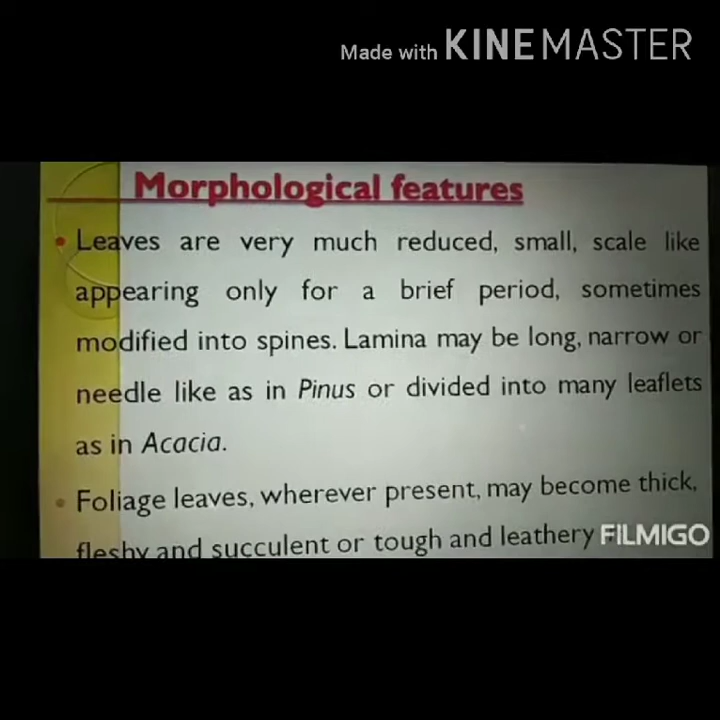 Made with KINEMASTER
Morphological features
• Leaves are very much reduced, small, scale like
appearing only for a brief period, sometimes
modified into spines. Lamina may be long, narrow or
needle like as in Pinus or divided into many leaflets
as in Acacia.
• Foliage leaves, wherever present, may become thick,
fleshy and succulent or tough and leathery
FILMIGO